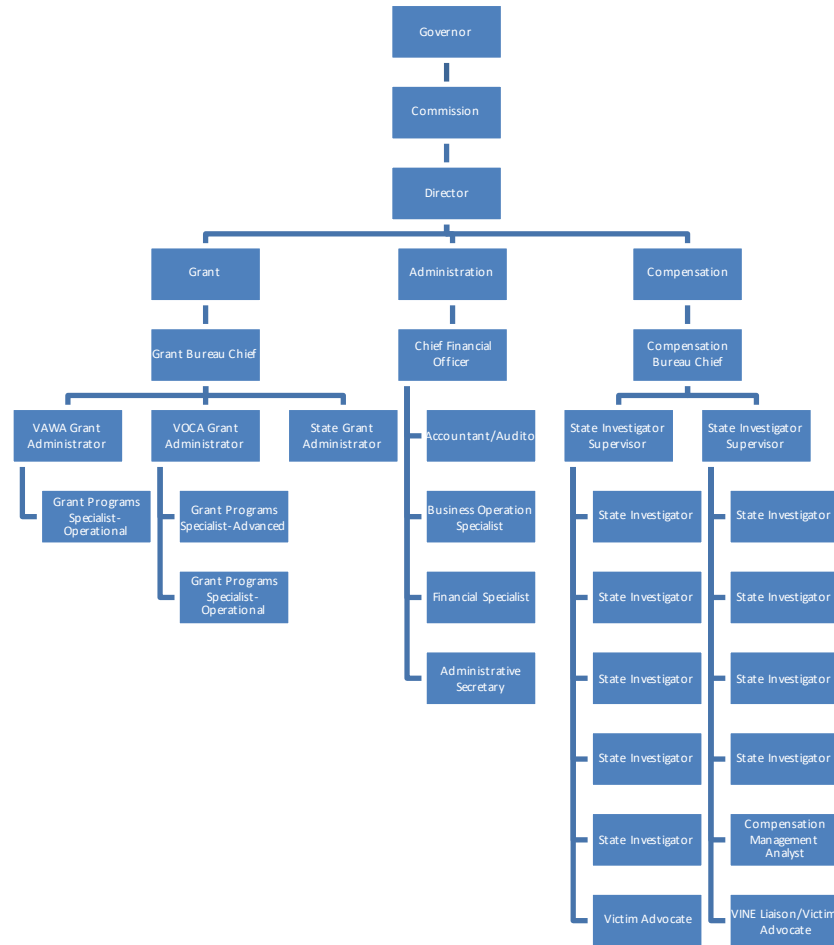 Governor
Commission
Director
Grant
Administration
Compensation
Grant Bureau Chief
Chief Financial
Officer
Compensation
Bureau Chief
VAWA Grant
Administrator
VOCA Grant
Administrator
State Grant
Administrator
Accountant/Audito
State Investigator
Supervisor
State Investigator
Supervisor
Grant Programs
Specialist-
Operational
Grant Programs
Specialist-Advanced
Business Operation
Specialist
State Investigator
State Investigator
Grant Programs
Specialist-
Operational
Financial Specialist
State Investigator
State Investigator
Administrative
Secretary
State Investigator
State Investigator
State Investigator
State Investigator
State Investigator
Compensation
Management
Analyst
Victim Advocate
VINE Liaison/Victim
Advocate